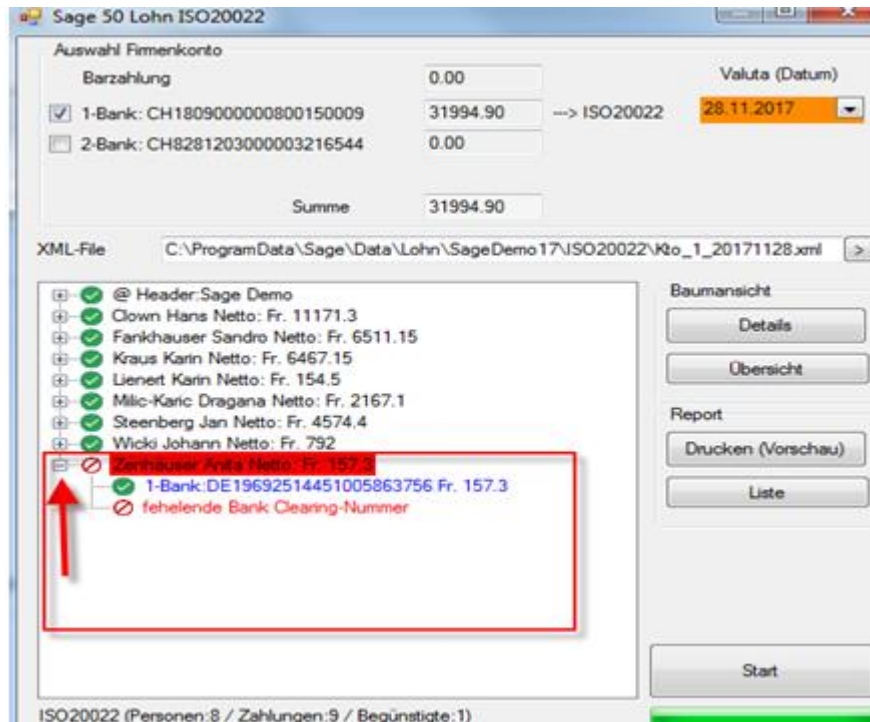 Sage 50 Lohn ISO20022
Auswahl Firmenkonto
Barzahlung 0.00 Valuta (Datum)
1-Bank: CH1809000000800150009 31994.90 ---> ISO20022 28.11.2017
2-Bank: CH8281203000003216544 0.00
Summe 31994.90
XML-File C:\ProgramData\Sage\Data\Lohn\SageDemo17\ISO20022\Kto_1_20171128.xml >
@ Header:Sage Demo
Clown Hans Netto: Fr. 11171.3
Fankhauser Sandro Netto: Fr. 6511.15
Kraus Karin Netto: Fr. 6467.15
Lienert Karin Netto: Fr. 154.5
Milic-Karic Dragana Netto: Fr. 2167.1
Steenberg Jan Netto: Fr. 4574.4
Wicki Johann Netto: Fr. 792
Zenhäuser Anita Netto: Fr. 157.3
1-Bank:DE19692514451005863756 Fr. 157.3
fehelende Bank Clearing-Nummer
Baumansicht
Details
Übersicht
Report
Drucken (Vorschau)
Liste
Start
ISO20022 (Personen:8 / Zahlungen:9 / Begünstigte:1)